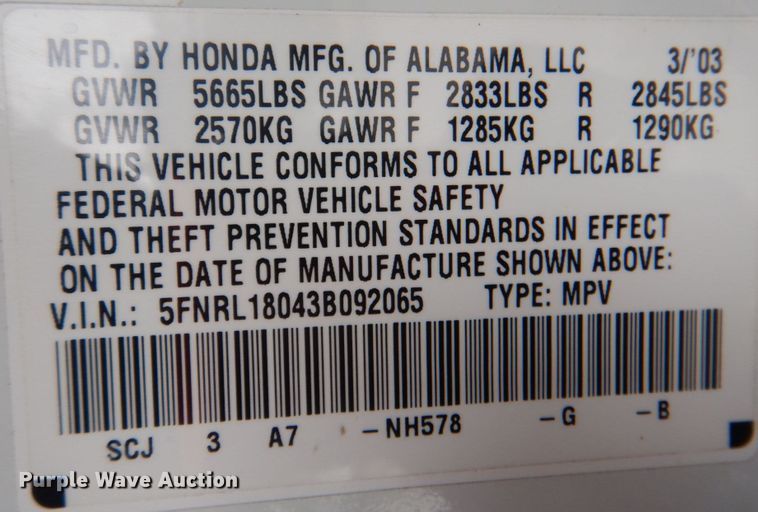 MFD. BY HONDA MFG. OF ALABAMA, LLC 3/'03
GVWR 5665LBS GAWR F 2833LBS R 2845LBS
GVWR 2570KG GAWR F 1285KG R 1290KG
THIS VEHICLE CONFORMS TO ALL APPLICABLE
FEDERAL MOTOR VEHICLE SAFETY
AND THEFT PREVENTION STANDARDS IN EFFECT
ON THE DATE OF MANUFACTURE SHOWN ABOVE:
V.I.N.: 5FNRL18043B092065 TYPE: MPV
SCJ 3 A7 -NH578 -G -B
Purple Wave Auction